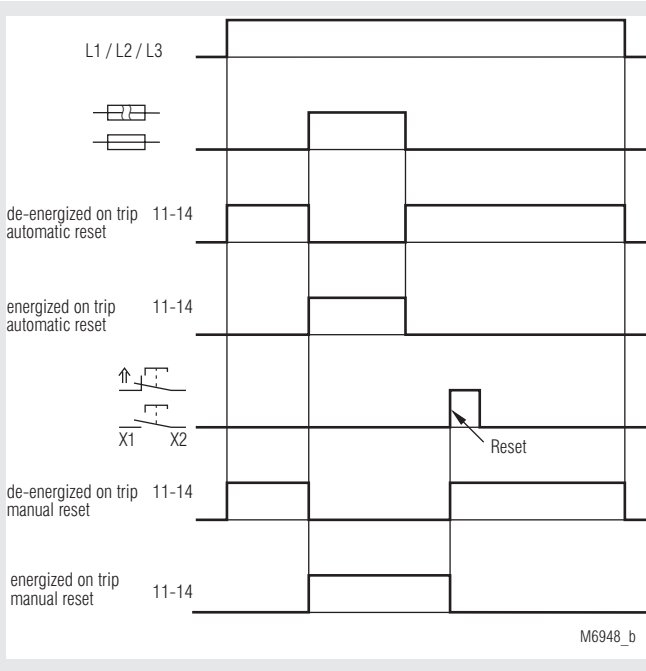 L1 / L2 / L3
de-energized on trip 11-14
automatic reset
energized on trip 11-14
automatic reset
X1 X2
Reset
de-energized on trip 11-14
manual reset
energized on trip
manual reset 11-14
M6948_b